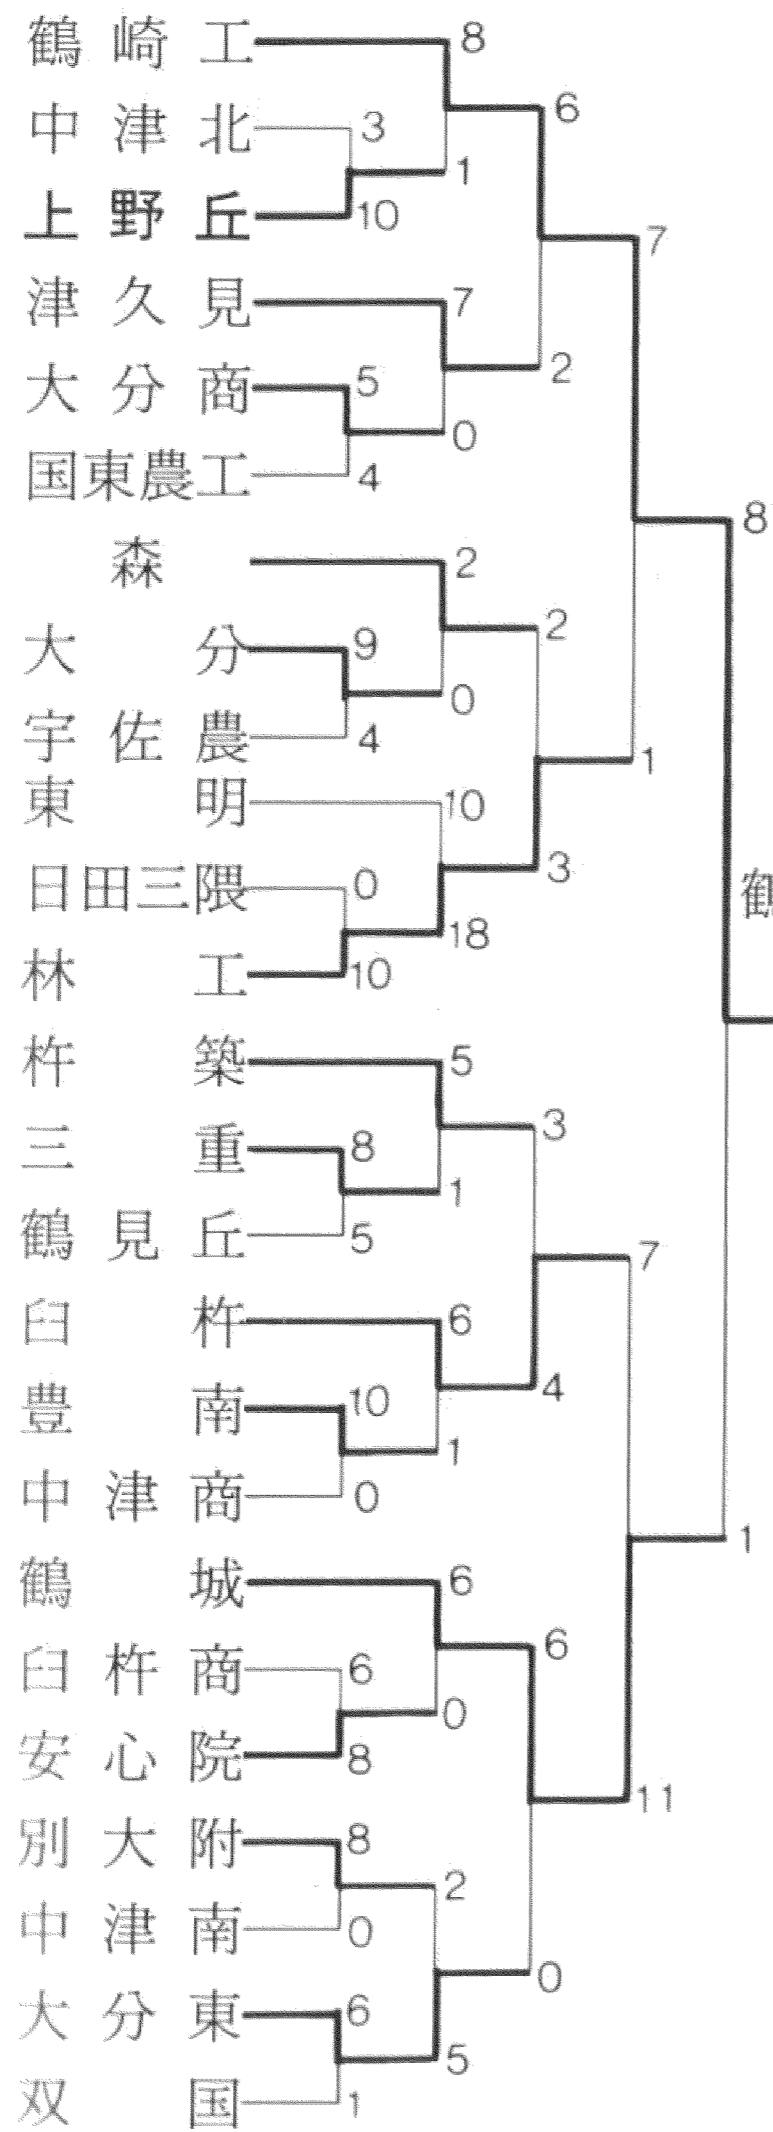 鶴崎工 8
6
中津北 3
1
上野丘 10
7
津久見 7
2
大分商 5
0
国東農工 4
8
森 2
2
大分 9
0
宇佐農 4
1
東明 10
3
日田三隈 0
鶴
18
林工 10
杵築 5
3
三重 8
1
鶴見丘 5
7
臼杵 6
4
豊南 10
1
中津商 0
1
鶴城 6
6
臼杵商 6
0
安心院 8
11
別大附 8
2
中津南 0
0
大分東 6
5
双国 1